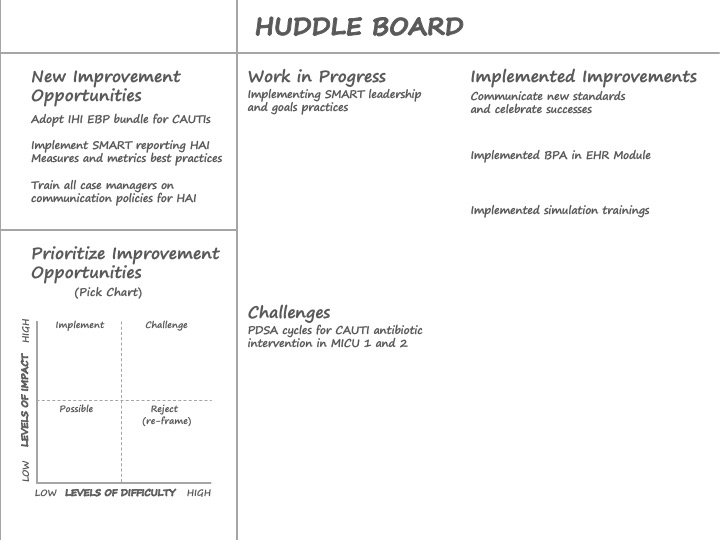 HUDDLE BOARD
New Improvement
Opportunities
Adopt IHI EBP bundle for CAUTIs
Implement SMART reporting HAI
Measures and metrics best practices
Train all case managers on
communication policies for HAI
Prioritize Improvement
Opportunities
(Pick Chart)
HIGH
LEVELS OF IMPACT
LOW
Implement
Challenge
Possible
Reject
(re-frame)
LOW LEVELS OF DIFFICULTY HIGH
Work in Progress
Implementing SMART leadership
and goals practices
Challenges
PDSA cycles for CAUTI antibiotic
intervention in MICU 1 and 2
Implemented Improvements
Communicate new standards
and celebrate successes
Implemented BPA in EHR Module
Implemented simulation trainings